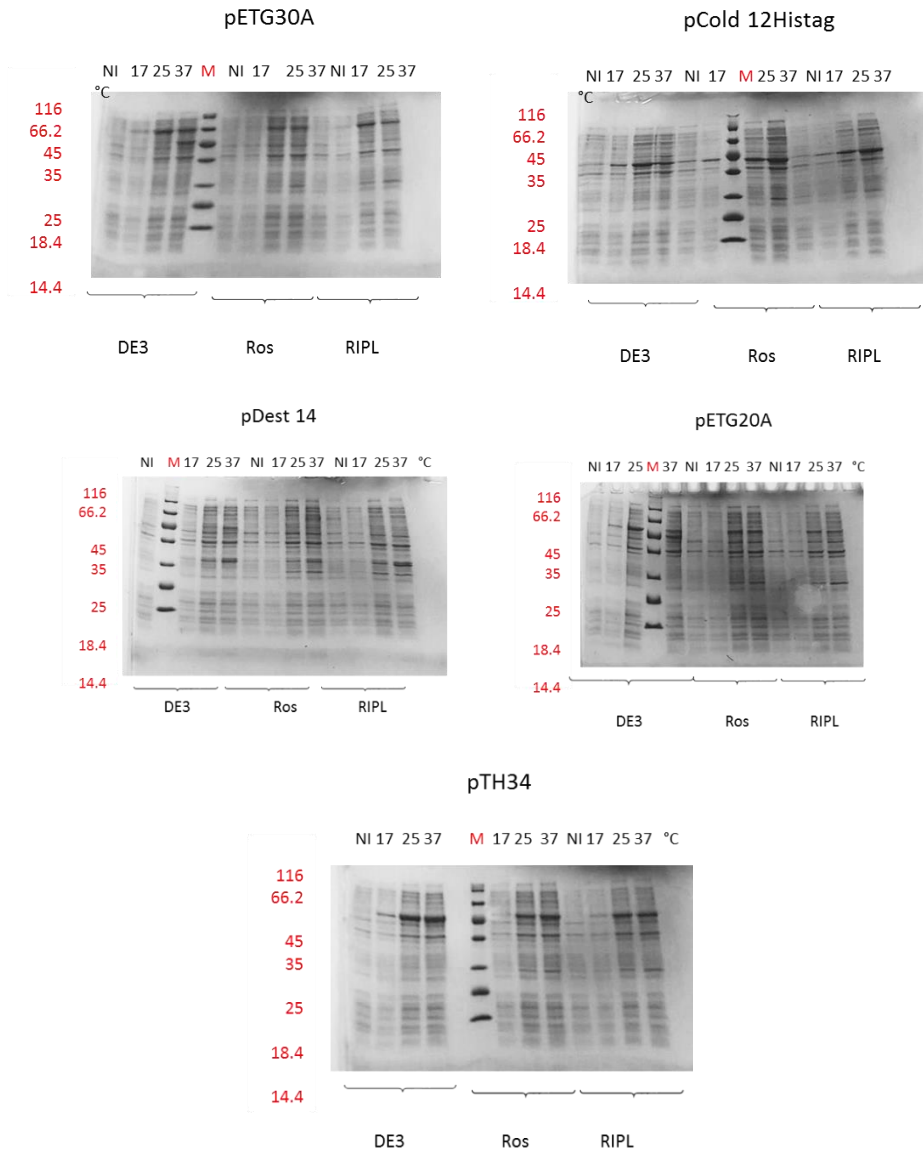 pETG30A
NI 17 25 37 M NI 17 25 37 NI 17 25 37
°C
116
66.2
45
35
25
18.4
14.4
DE3 Ros RIPL
pCold 12Histag
NI 17 25 37 NI 17 M 25 37 NI 17 25 37
°C
116
66.2
45
35
25
18.4
14.4
DE3 Ros RIPL
pDest 14
NI M 17 25 37 NI 17 25 37 NI 17 25 37 °C
116
66.2
45
35
25
18.4
14.4
DE3 Ros RIPL
pETG20A
NI 17 25 M 37 NI 17 25 37 NI 17 25 37 °C
116
66.2
45
35
25
18.4
14.4
DE3 Ros RIPL
pTH34
NI 17 25 37 M 17 25 37 NI 17 25 37 °C
116
66.2
45
35
25
18.4
14.4
DE3 Ros RIPL